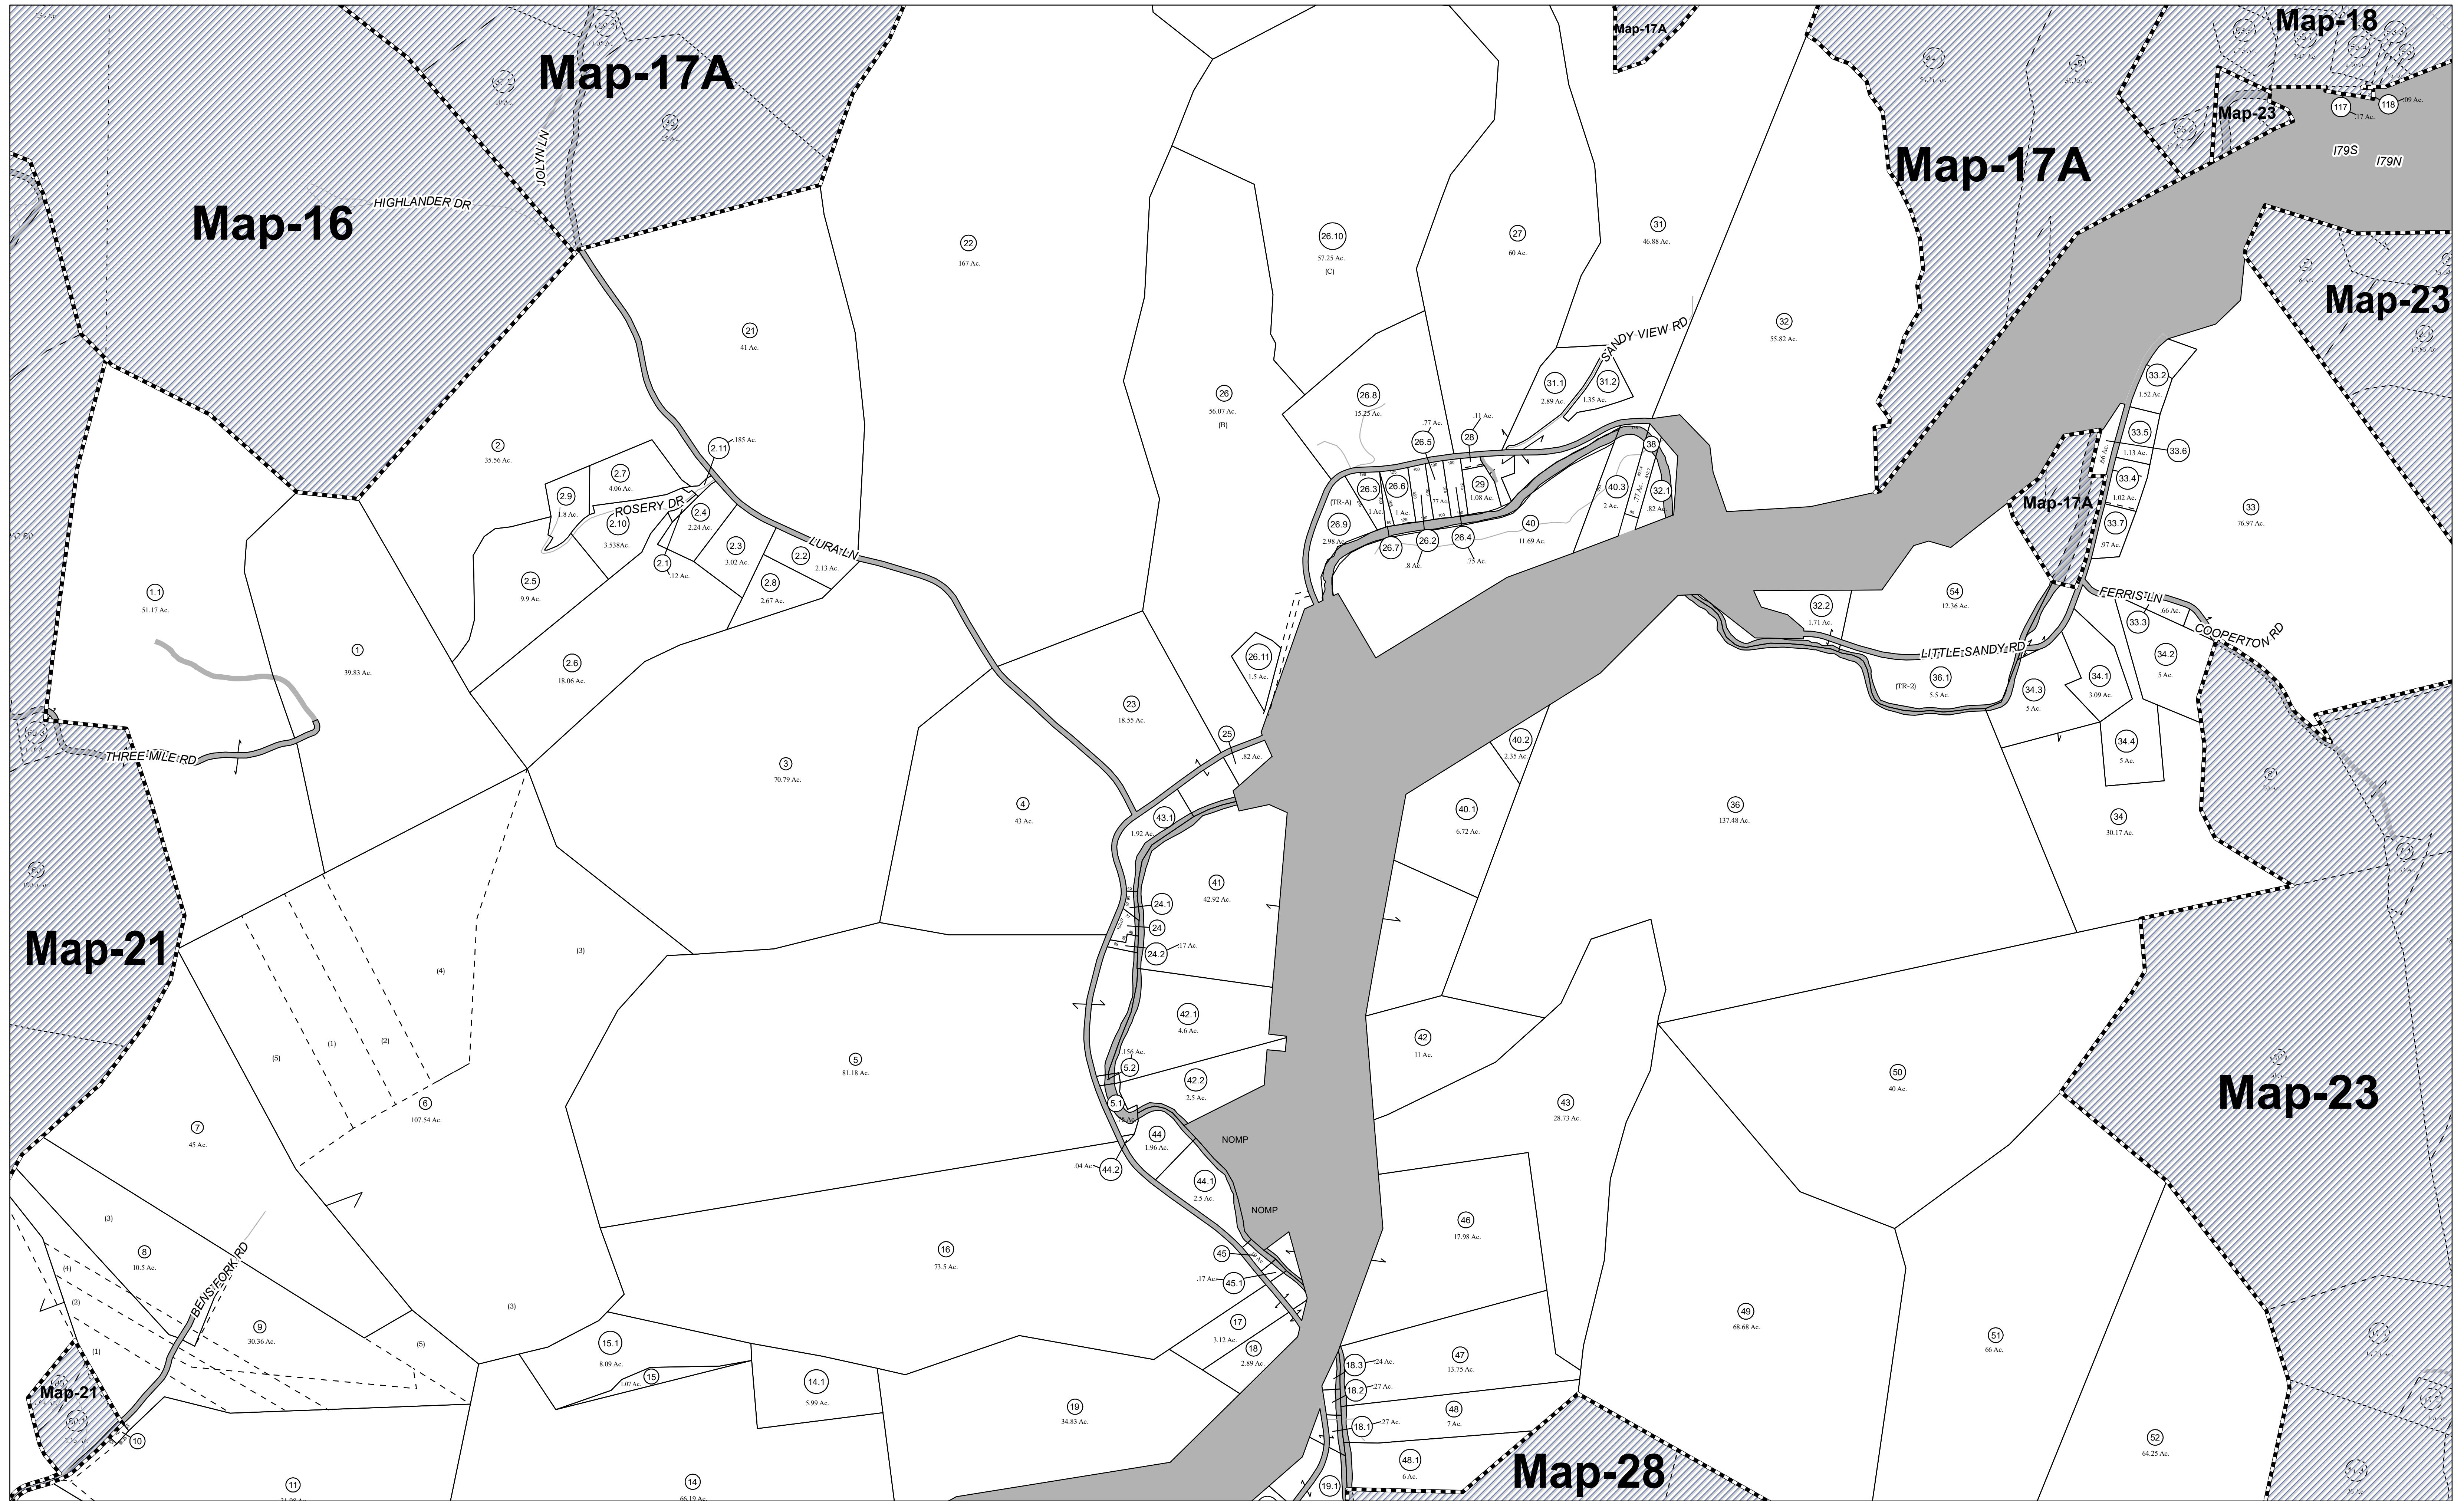 Map-17A
Map-17A
Map-18
117
.17 Ac.
118
.09 Ac.
Map-23
JOLYN LN
I79S
I79N
Map-17A
HIGHLANDER DR
Map-16
31
46.88 Ac.
27
60 Ac.
26.10
57.25 Ac.
(C)
22
167 Ac.
Map-23
21
41 Ac.
32
55.82 Ac.
SANDY VIEW RD
33.2
1.52 Ac.
31.1
2.89 Ac.
31.2
1.35 Ac.
26
56.07 Ac.
(B)
26.8
15.25 Ac.
.77 Ac.
26.5
.11 Ac.
28
2
35.56 Ac.
2.11
.185 Ac.
38
33.5
1.13 Ac.
33.6
.66 Ac.
2.7
4.06 Ac.
2.9
1.8 Ac.
26.3
1 Ac.
26.6
1 Ac.
.77 Ac.
29
1.08 Ac.
40.3
2 Ac.
.77 Ac.
32.1
.82 Ac.
33.4
1.02 Ac.
Map-17A
33
76.97 Ac.
ROSERY DR
2.10
3.538Ac.
2.4
2.24 Ac.
(TR-A)
26.9
2.98 Ac.
40
11.69 Ac.
33.7
.97 Ac.
26.7
26.2
.8 Ac.
26.4
.75 Ac.
LURA LN
2.3
3.02 Ac.
2.2
2.13 Ac.
2.1
.12 Ac.
2.5
9.9 Ac.
2.8
2.67 Ac.
1.1
51.17 Ac.
54
12.36 Ac.
32.2
1.71 Ac.
FERRIS LN
.66 Ac.
33.3
COOPERTON RD
LITTLE SANDY RD
1
39.83 Ac.
2.6
18.06 Ac.
26.11
1.5 Ac.
34.2
5 Ac.
36.1
(TR-2)
5.5 Ac.
34.3
5 Ac.
34.1
3.09 Ac.
23
18.55 Ac.
25
.82 Ac.
40.2
2.35 Ac.
34.4
5 Ac.
THREE MILE RD
3
70.79 Ac.
4
43 Ac.
43.1
1.92 Ac.
40.1
6.72 Ac.
36
137.48 Ac.
34
30.17 Ac.
41
42.92 Ac.
24.1
24
24.2
.17 Ac.
Map-21
(3)
(4)
42.1
4.6 Ac.
42
11 Ac.
(5)
(1)
(2)
5
81.18 Ac.
.156 Ac.
5.2
42.2
2.5 Ac.
50
40 Ac.
Map-23
6
107.54 Ac.
5.1
43
28.73 Ac.
7
45 Ac.
44
1.96 Ac.
NOMP
.04 Ac.
44.2
44.1
2.5 Ac.
NOMP
(3)
46
17.98 Ac.
8
10.5 Ac.
16
73.5 Ac.
45
.17 Ac.
45.1
(4)
BENS FORK RD
(2)
(3)
49
68.68 Ac.
17
3.12 Ac.
9
30.36 Ac.
51
66 Ac.
15.1
8.09 Ac.
(5)
(1)
18
2.89 Ac.
18.3
.24 Ac.
47
13.75 Ac.
15
1.07 Ac.
14.1
5.99 Ac.
18.2
.27 Ac.
Map-21
19
34.83 Ac.
48
7 Ac.
18.1
.27 Ac.
10
52
64.25 Ac.
48.1
6 Ac.
Map-28
11
14
66.19 Ac.
19.1